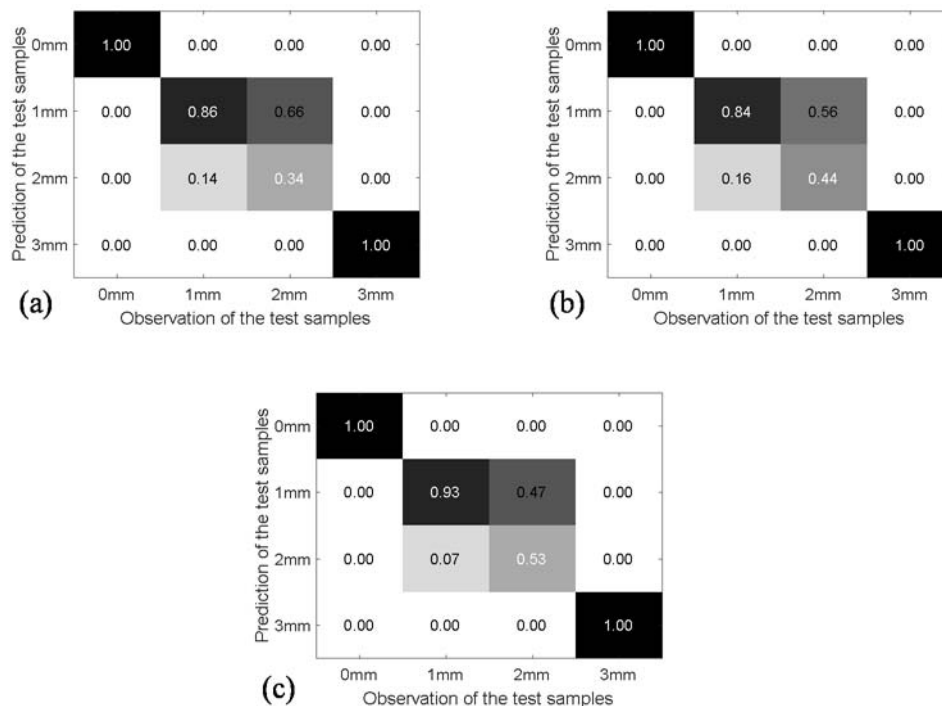 Prediction of the test samples
0mm 1.00 0.00 0.00 0.00
1mm 0.00 0.86 0.66 0.00
2mm 0.00 0.14 0.34 0.00
3mm 0.00 0.00 0.00 1.00
0mm 1mm 2mm 3mm
Observation of the test samples
(a)
Prediction of the test samples
0mm 1.00 0.00 0.00 0.00
1mm 0.00 0.84 0.56 0.00
2mm 0.00 0.16 0.44 0.00
3mm 0.00 0.00 0.00 1.00
0mm 1mm 2mm 3mm
Observation of the test samples
(b)
Prediction of the test samples
0mm 1.00 0.00 0.00 0.00
1mm 0.00 0.93 0.47 0.00
2mm 0.00 0.07 0.53 0.00
3mm 0.00 0.00 0.00 1.00
0mm 1mm 2mm 3mm
Observation of the test samples
(c)